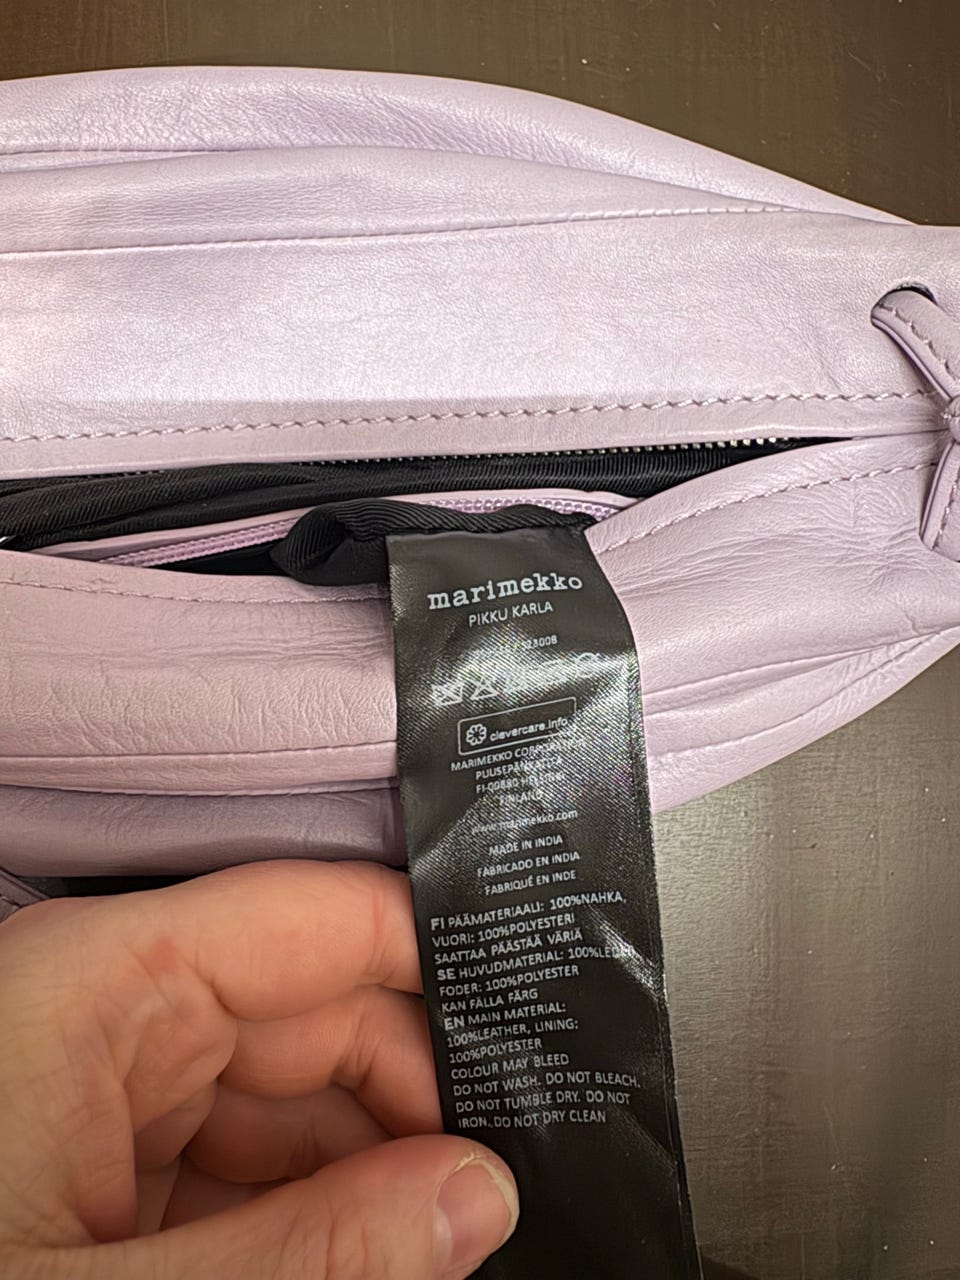 marimekko
PIKKU KARLA
523008
clevercare.info
MARIMEKKO CORPORATION
PUUSEPÄNKATU 4
FI-00880 HELSINKI
FINLAND
www.marimekko.com
MADE IN INDIA
FABRICADO EN INDIA
FABRIQUÉ EN INDE
FI PÄÄMATERIAALI: 100%NAHKA,
VUORI: 100%POLYESTERI
SAATTAA PÄÄSTÄÄ VÄRIÄ
SE HUVUDMATERIAL: 100%LEDER
FODER: 100%POLYESTER
KAN FÄLLA FÄRG
EN MAIN MATERIAL:
100%LEATHER, LINING:
100%POLYESTER
COLOUR MAY BLEED
DO NOT WASH. DO NOT BLEACH.
DO NOT TUMBLE DRY. DO NOT
IRON. DO NOT DRY CLEAN